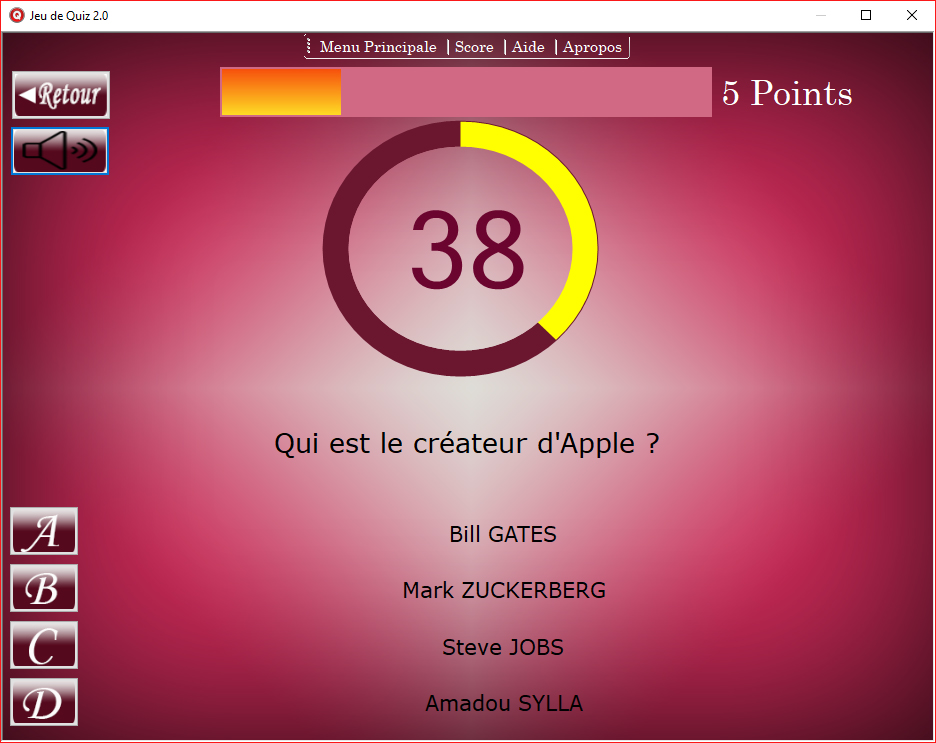 Jeu de Quiz 2.0
Menu Principale Score Aide Apropos
Retour
5 Points
38
Qui est le créateur d'Apple ?
A Bill GATES
B Mark ZUCKERBERG
C Steve JOBS
D Amadou SYLLA